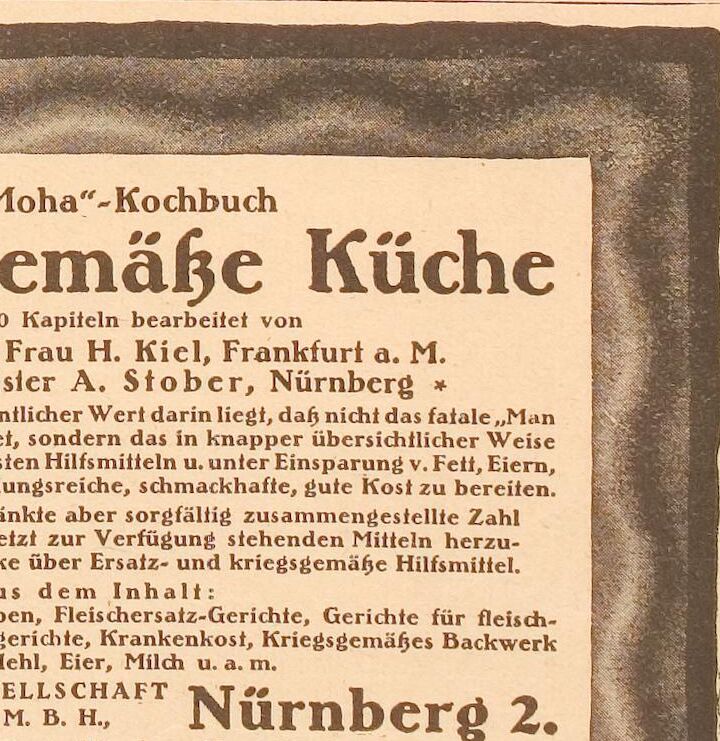 Moha“-Kochbuch
emäße Küche
0 Kapiteln bearbeitet von
Frau H. Kiel, Frankfurt a. M.
ster A. Stober, Nürnberg *
ntlicher Wert darin liegt, daß nicht das fatale „Man
et, sondern das in knapper übersichtlicher Weise
sten Hilfsmitteln u. unter Einsparung v. Fett, Eiern,
lungsreiche, schmackhafte, gute Kost zu bereiten.
änkte aber sorgfältig zusammengestellte Zahl
etzt zur Verfügung stehenden Mitteln herzu-
ke über Ersatz- und kriegsgemäße Hilfsmittel.
us dem Inhalt:
pen, Fleischersatz-Gerichte, Gerichte für fleisch-
gerichte, Krankenkost, Kriegsgemäßes Backwerk
ehl, Eier, Milch u. a. m.
ELLSCHAFT
M. B. H., Nürnberg 2.